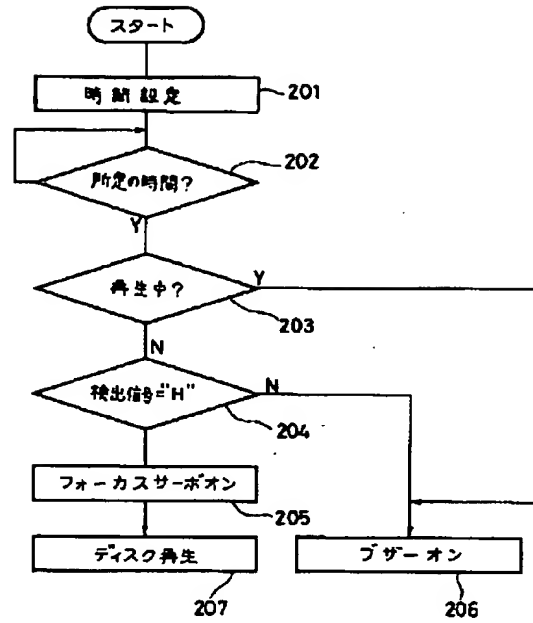 スタート
時間設定
201
所定の時間?
202
Y
再生中?
Y
203
N
検出信号="H"
N
204
フォーカスサーボオン
205
ディスク再生
207
ブザーオン
206